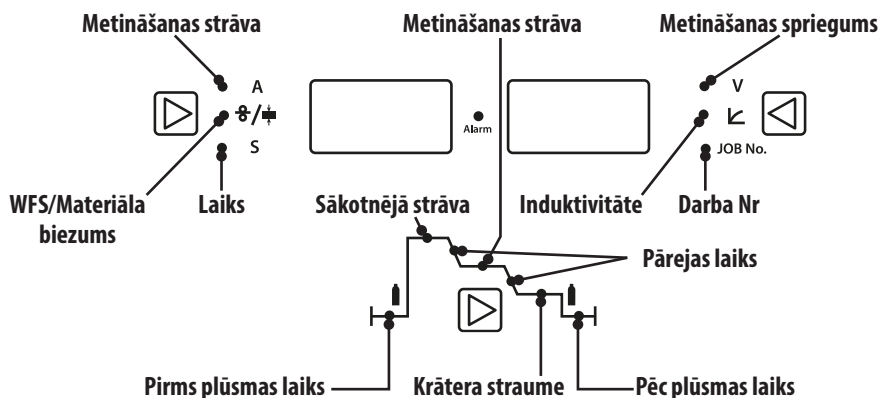 Metināšanas strāva
Metināšanas strāva
Metināšanas spriegums
A
V
Alarm
S
JOB No.
WFS/Materiāla
biezums
Laiks
Sākotnējā strāva
Induktivitāte
Darba Nr
Pārejas laiks
Pirms plūsmas laiks
Krātera straume
Pēc plūsmas laiks